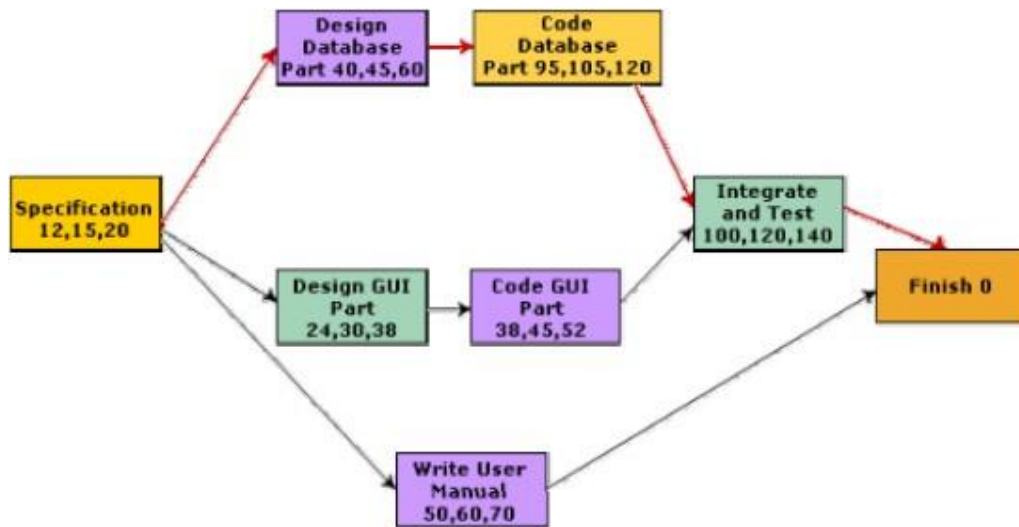 Design
Database
Part 40,45,60
Code
Database
Part 95,105,120
Specification
12,15,20
Integrate
and Test
100,120,140
Design GUI
Part
24,30,38
Code GUI
Part
38,45,52
Finish 0
Write User
Manual
50,60,70